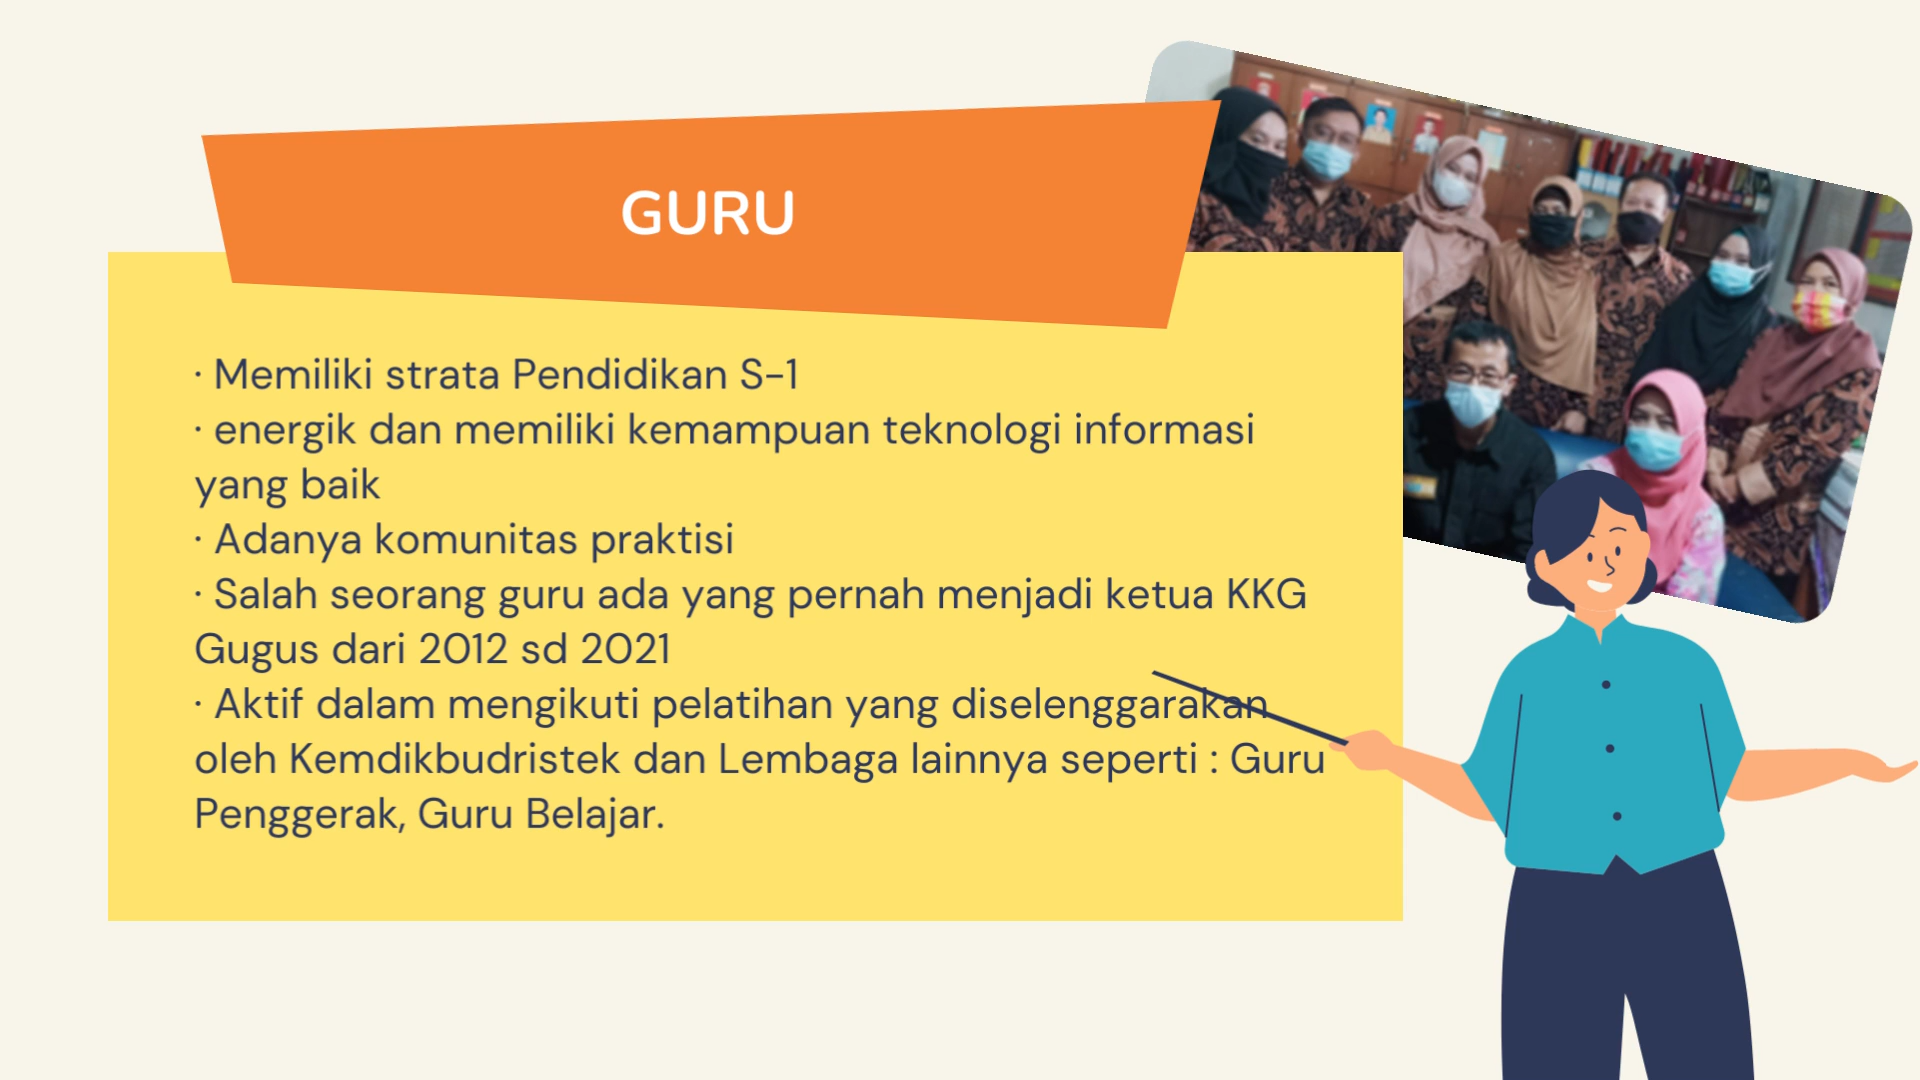 GURU
· Memiliki strata Pendidikan S-1
· energik dan memiliki kemampuan teknologi informasi
yang baik
· Adanya komunitas praktisi
· Salah seorang guru ada yang pernah menjadi ketua KKG
Gugus dari 2012 sd 2021
· Aktif dalam mengikuti pelatihan yang diselenggarakan
oleh Kemdikbudristek dan Lembaga lainnya seperti : Guru
Penggerak, Guru Belajar.